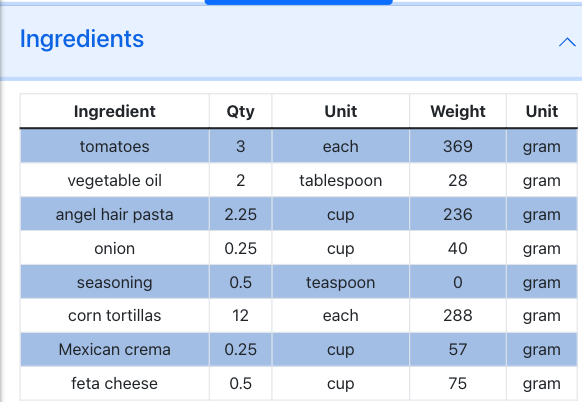 Ingredients
Ingredient Qty Unit Weight Unit
tomatoes 3 each 369 gram
vegetable oil 2 tablespoon 28 gram
angel hair pasta 2.25 cup 236 gram
onion 0.25 cup 40 gram
seasoning 0.5 teaspoon 0 gram
corn tortillas 12 each 288 gram
Mexican crema 0.25 cup 57 gram
feta cheese 0.5 cup 75 gram